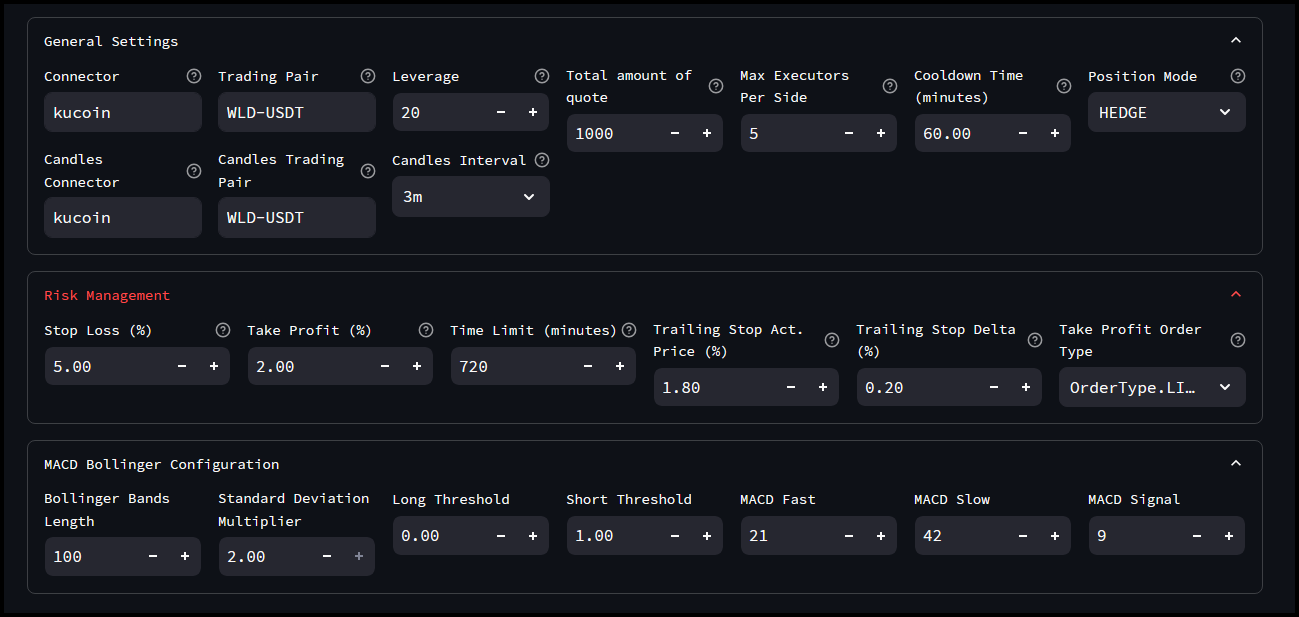 General Settings
Connector
kucoin
Trading Pair
WLD-USDT
Leverage
20
Total amount of
quote
1000
Max Executors
Per Side
5
Cooldown Time
(minutes)
60.00
Position Mode
HEDGE
Candles
Connector
kucoin
Candles Trading
Pair
WLD-USDT
Candles Interval
3m
Risk Management
Stop Loss (%)
5.00
Take Profit (%)
2.00
Time Limit (minutes)
720
Trailing Stop Act.
Price (%)
1.80
Trailing Stop Delta
(%)
0.20
Take Profit Order
Type
OrderType.LI…
MACD Bollinger Configuration
Bollinger Bands
Length
100
Standard Deviation
Multiplier
2.00
Long Threshold
0.00
Short Threshold
1.00
MACD Fast
21
MACD Slow
42
MACD Signal
9